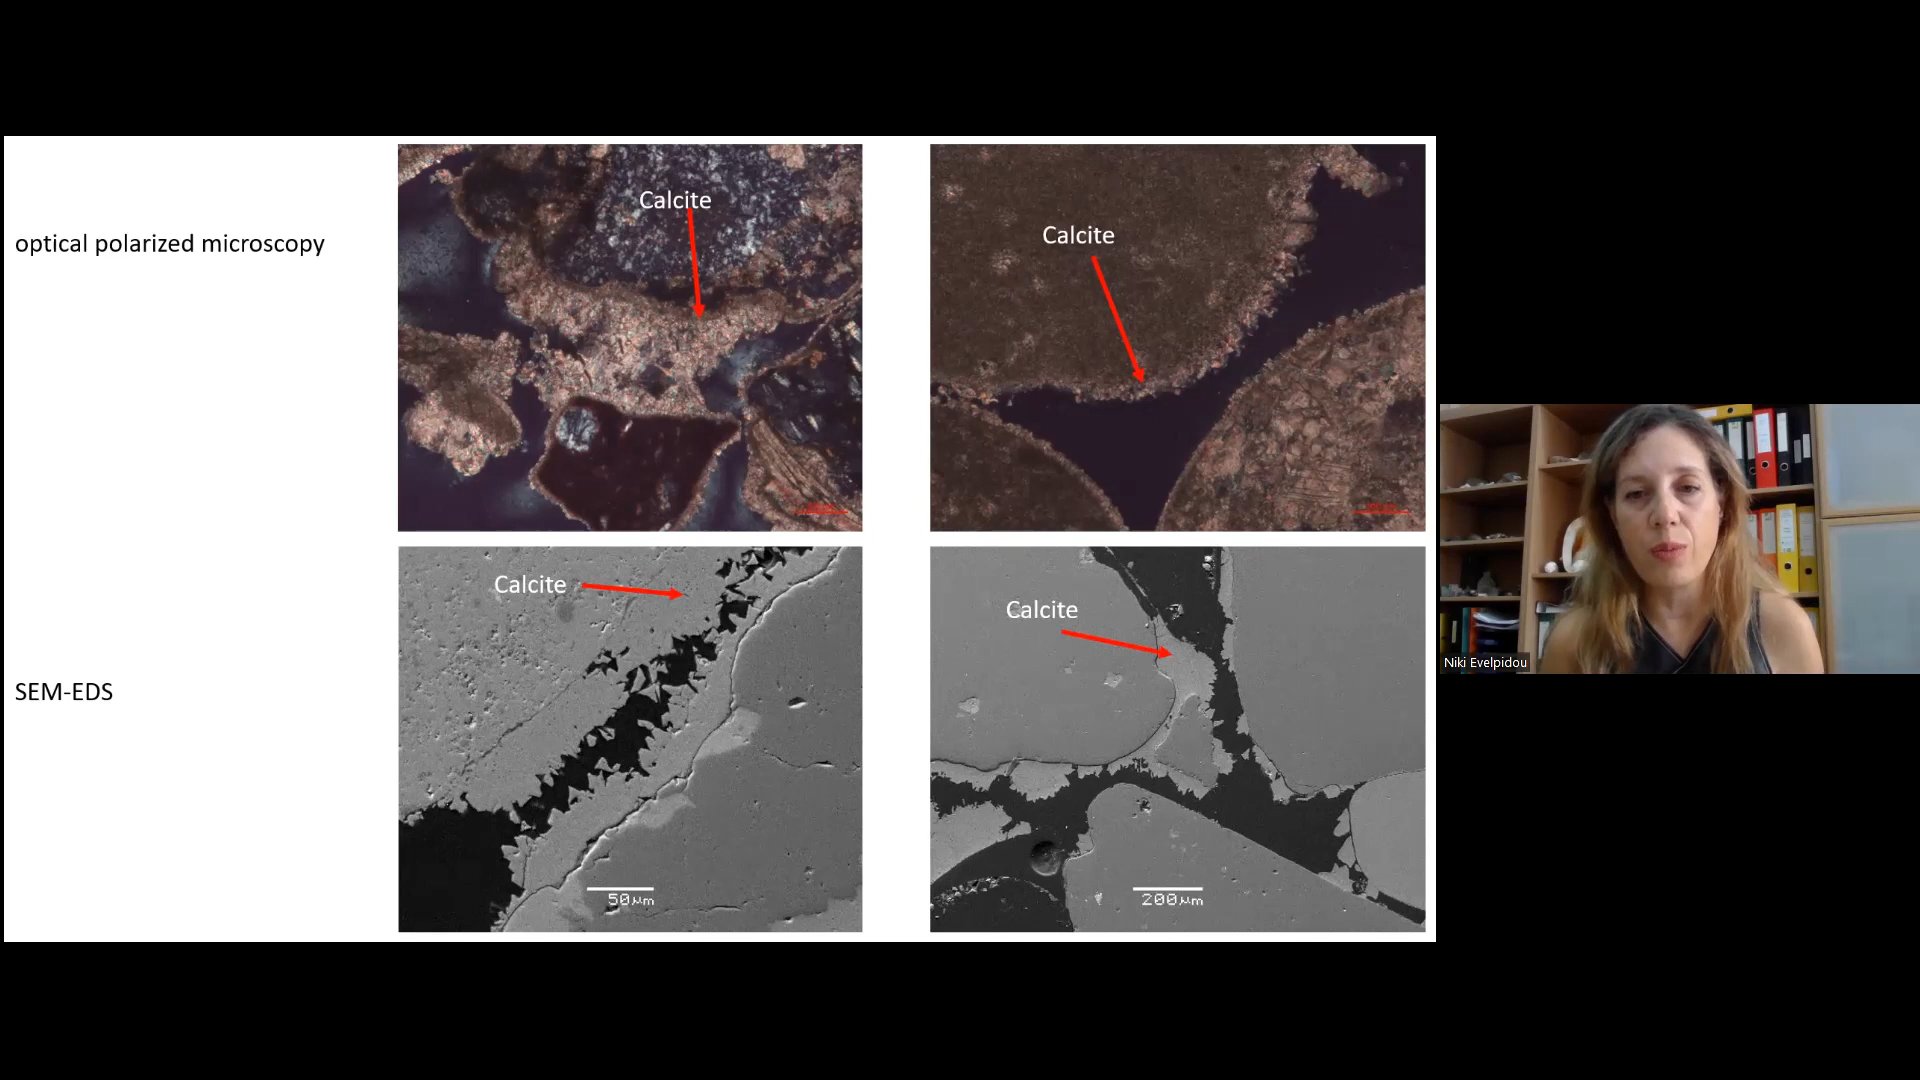 Calcite
Calcite
optical polarized microscopy
Calcite
Calcite
SEM-EDS
50µm
200µm
Niki Evelpidou